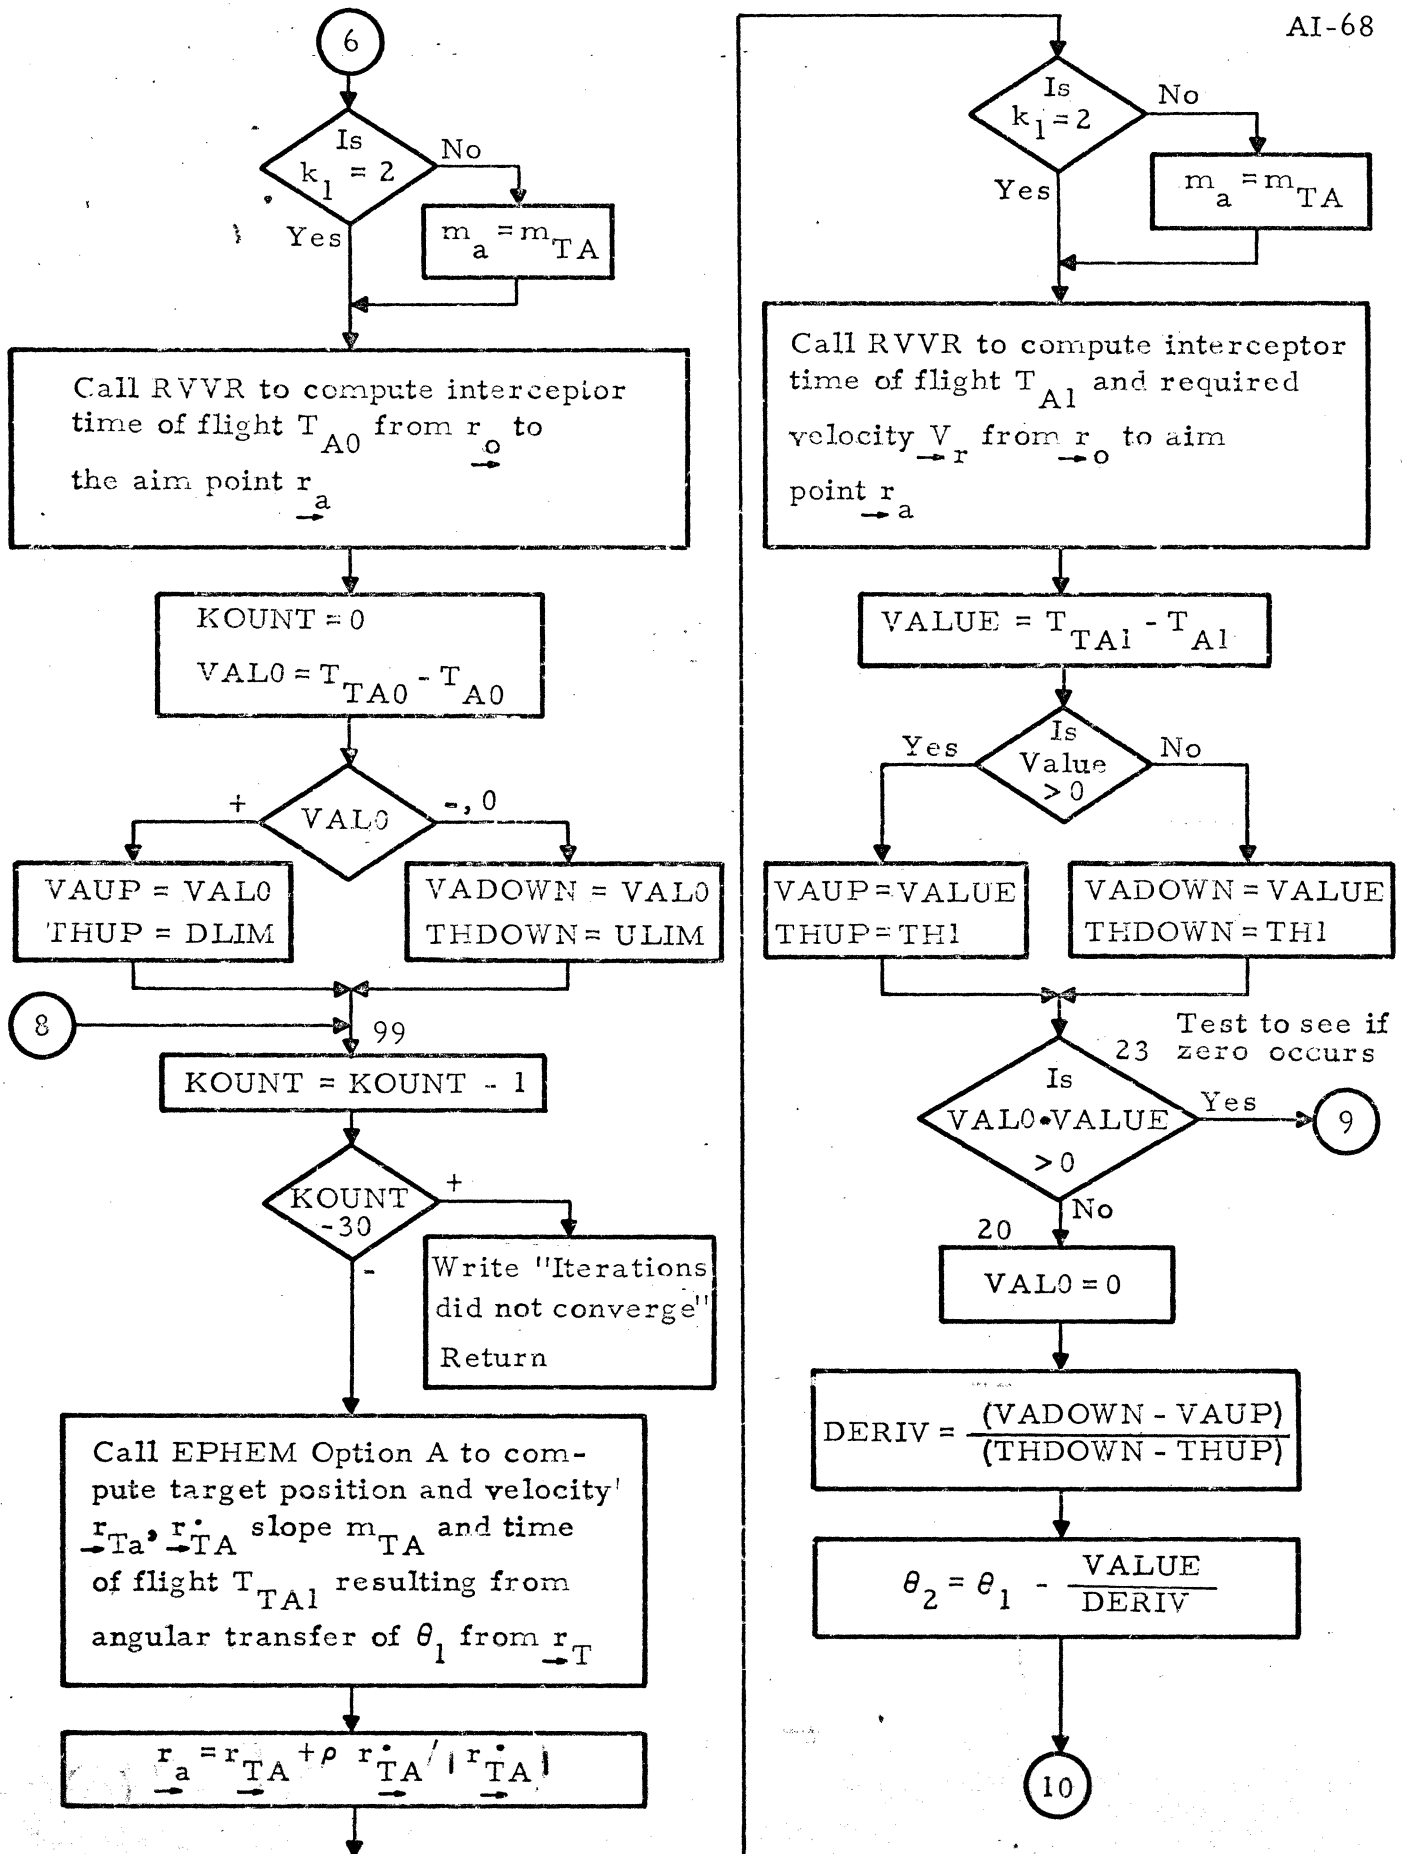 AI-68
6
Is
k1 = 2
No
Yes
ma = mTA
Call RVVR to compute interceptor
time of flight TA0 from ro to
the aim point ra
KOUNT = 0
VAL0 = TTA0 - TA0
VAL0
+
-, 0
VAUP = VAL0
THUP = DLIM
VADOWN = VAL0
THDOWN = ULIM
8
99
KOUNT = KOUNT - 1
KOUNT
-30
+
-
Write "Iterations
did not converge"
Return
Call EPHEM Option A to com-
pute target position and velocity
rTa, ṙTA slope mTA and time
of flight TTA1 resulting from
angular transfer of θ1 from rT
ra = rTA + ρ ṙTA / |ṙTA|
Is
k1 = 2
No
Yes
ma = mTA
Call RVVR to compute interceptor
time of flight TA1 and required
velocity Vr from ro to aim
point ra
VALUE = TTA1 - TA1
Is
Value
> 0
Yes
No
VAUP = VALUE
THUP = TH1
VADOWN = VALUE
THDOWN = TH1
Test to see if
23 zero occurs
Is
VAL0•VALUE
> 0
Yes
9
No
20
VAL0 = 0
DERIV = (VADOWN - VAUP)
(THDOWN - THUP)
θ2 = θ1 - VALUE
DERIV
10